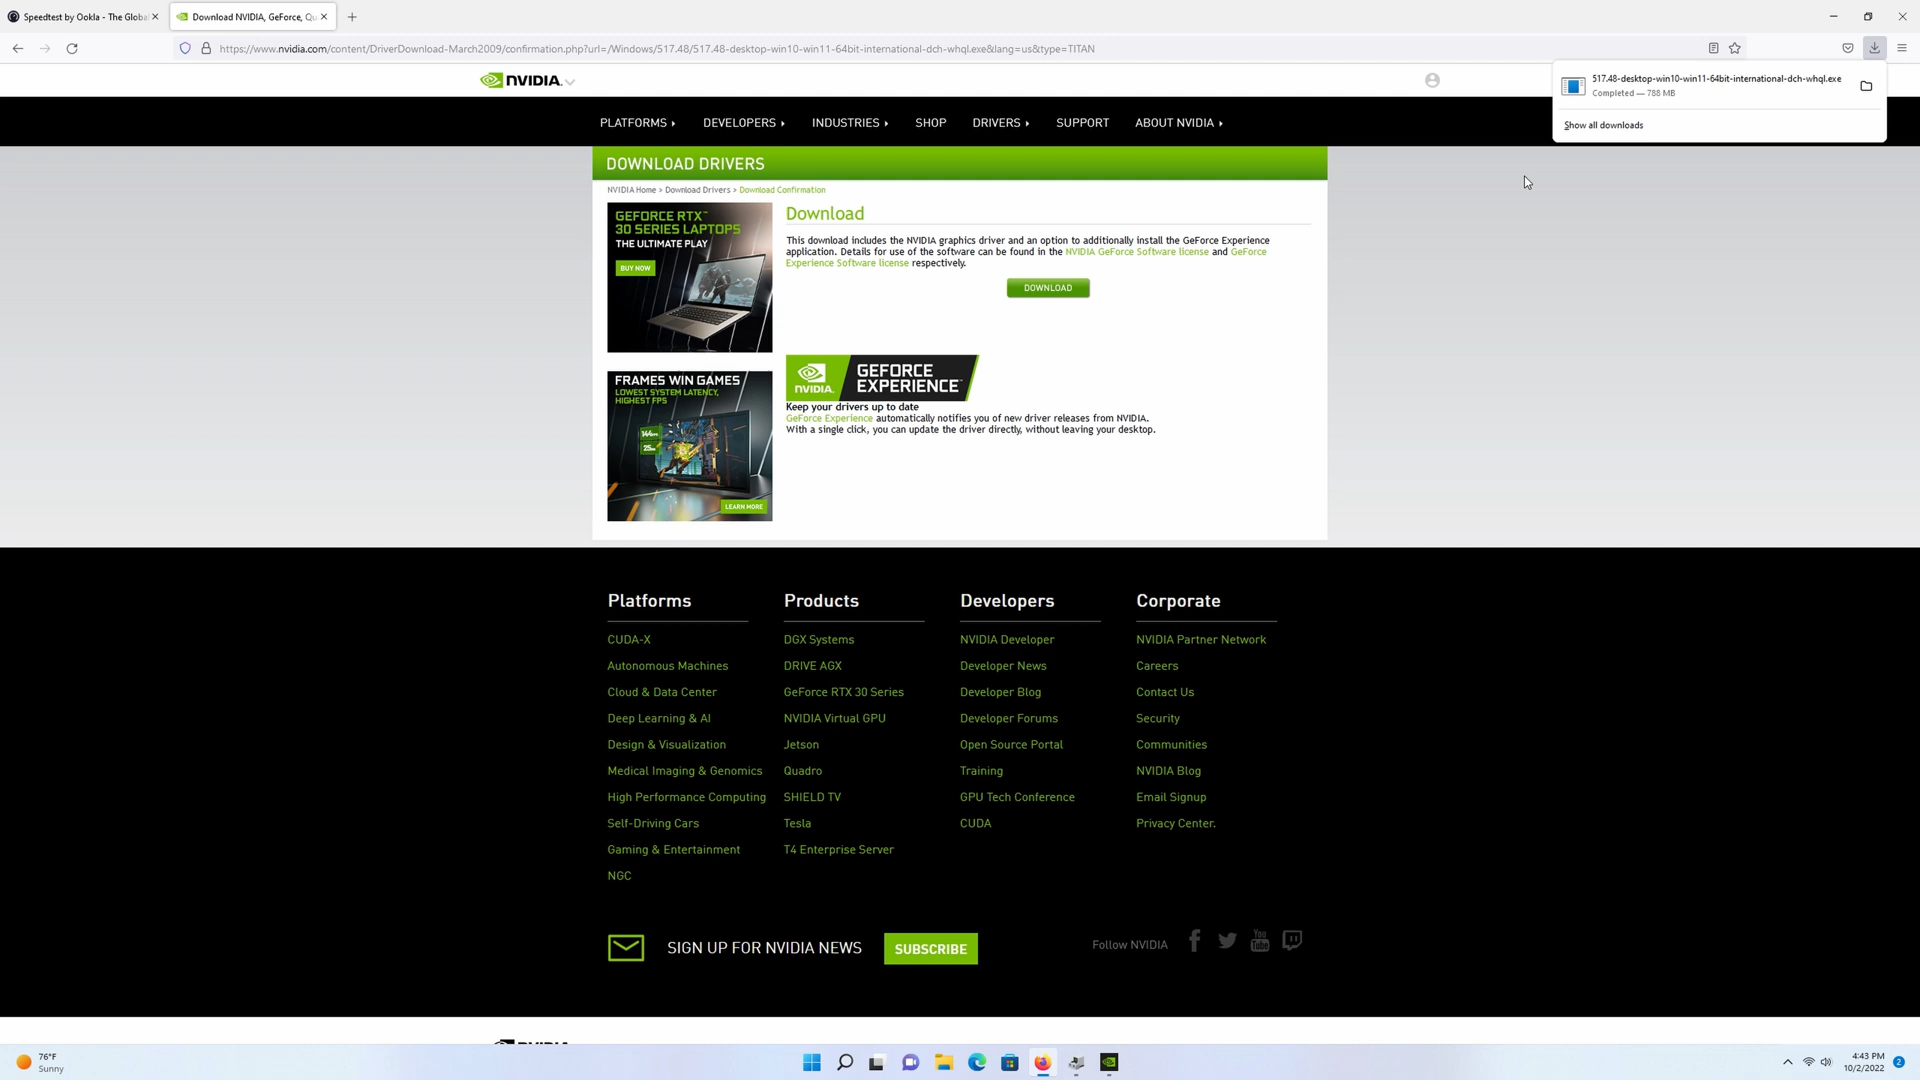 Speedtest by Ookla - The Global
Download NVIDIA, GeForce, Qu
https://www.nvidia.com/content/DriverDownload-March2009/confirmation.php?url=/Windows/517.48/517.48-desktop-win10-win11-64bit-international-dch-whql.exe&lang=us&type=TITAN
517.48-desktop-win10-win11-64bit-international-dch-whql.exe
Completed — 788 MB
Show all downloads
NVIDIA.
PLATFORMS DEVELOPERS INDUSTRIES SHOP DRIVERS SUPPORT ABOUT NVIDIA
DOWNLOAD DRIVERS
NVIDIA Home > Download Drivers > Download Confirmation
GEFORCE RTX™
30 SERIES LAPTOPS
THE ULTIMATE PLAY
BUY NOW
Download
This download includes the NVIDIA graphics driver and an option to additionally install the GeForce Experience
application. Details for use of the software can be found in the NVIDIA GeForce Software license and GeForce
Experience Software license respectively.
DOWNLOAD
FRAMES WIN GAMES
LOWEST SYSTEM LATENCY,
HIGHEST FPS
144FPS
25ms
LEARN MORE
NVIDIA.
GEFORCE
EXPERIENCE™
Keep your drivers up to date
GeForce Experience automatically notifies you of new driver releases from NVIDIA.
With a single click, you can update the driver directly, without leaving your desktop.
Platforms
CUDA-X
Autonomous Machines
Cloud & Data Center
Deep Learning & AI
Design & Visualization
Medical Imaging & Genomics
High Performance Computing
Self-Driving Cars
Gaming & Entertainment
NGC
Products
DGX Systems
DRIVE AGX
GeForce RTX 30 Series
NVIDIA Virtual GPU
Jetson
Quadro
SHIELD TV
Tesla
T4 Enterprise Server
Developers
NVIDIA Developer
Developer News
Developer Blog
Developer Forums
Open Source Portal
Training
GPU Tech Conference
CUDA
Corporate
NVIDIA Partner Network
Careers
Contact Us
Security
Communities
NVIDIA Blog
Email Signup
Privacy Center.
SIGN UP FOR NVIDIA NEWS
SUBSCRIBE
Follow NVIDIA
You
Tube
NVIDIA
76°F
Sunny
4:43 PM
10/2/2022
2